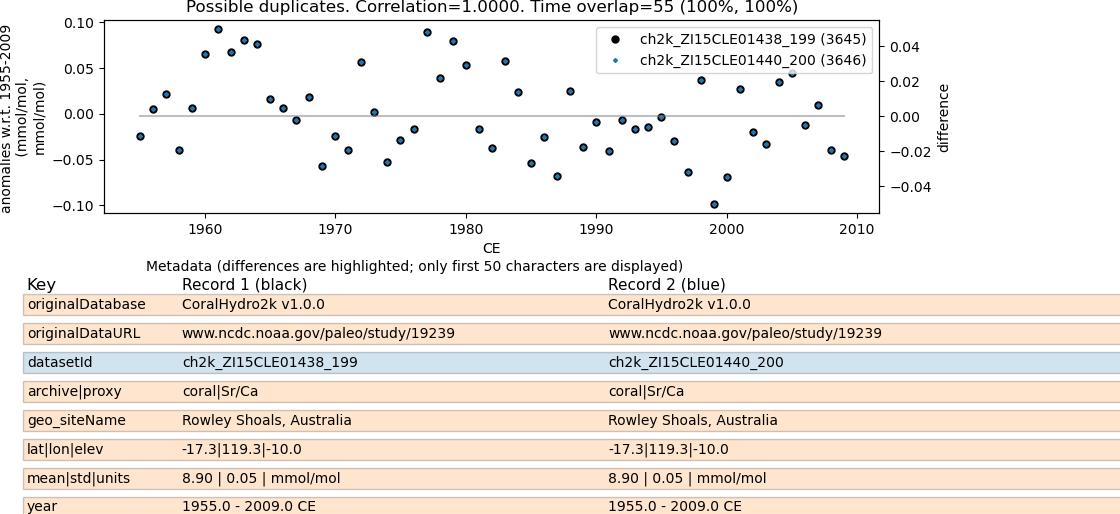 Possible duplicates. Correlation=1.0000. Time overlap=55 (100%, 100%)
anomalies w.r.t. 1955-2009
(mmol/mol,
mmol/mol)
0.10
0.05
0.00
−0.05
−0.10
ch2k_ZI15CLE01438_199 (3645)
ch2k_ZI15CLE01440_200 (3646)
0.04
0.02
0.00
−0.02
−0.04
difference
1960 1970 1980 1990 2000 2010
CE
Metadata (differences are highlighted; only first 50 characters are displayed)
Key Record 1 (black) Record 2 (blue)
originalDatabase CoralHydro2k v1.0.0 CoralHydro2k v1.0.0
originalDataURL www.ncdc.noaa.gov/paleo/study/19239 www.ncdc.noaa.gov/paleo/study/19239
datasetId ch2k_ZI15CLE01438_199 ch2k_ZI15CLE01440_200
archive|proxy coral|Sr/Ca coral|Sr/Ca
geo_siteName Rowley Shoals, Australia Rowley Shoals, Australia
lat|lon|elev -17.3|119.3|-10.0 -17.3|119.3|-10.0
mean|std|units 8.90 | 0.05 | mmol/mol 8.90 | 0.05 | mmol/mol
year 1955.0 - 2009.0 CE 1955.0 - 2009.0 CE